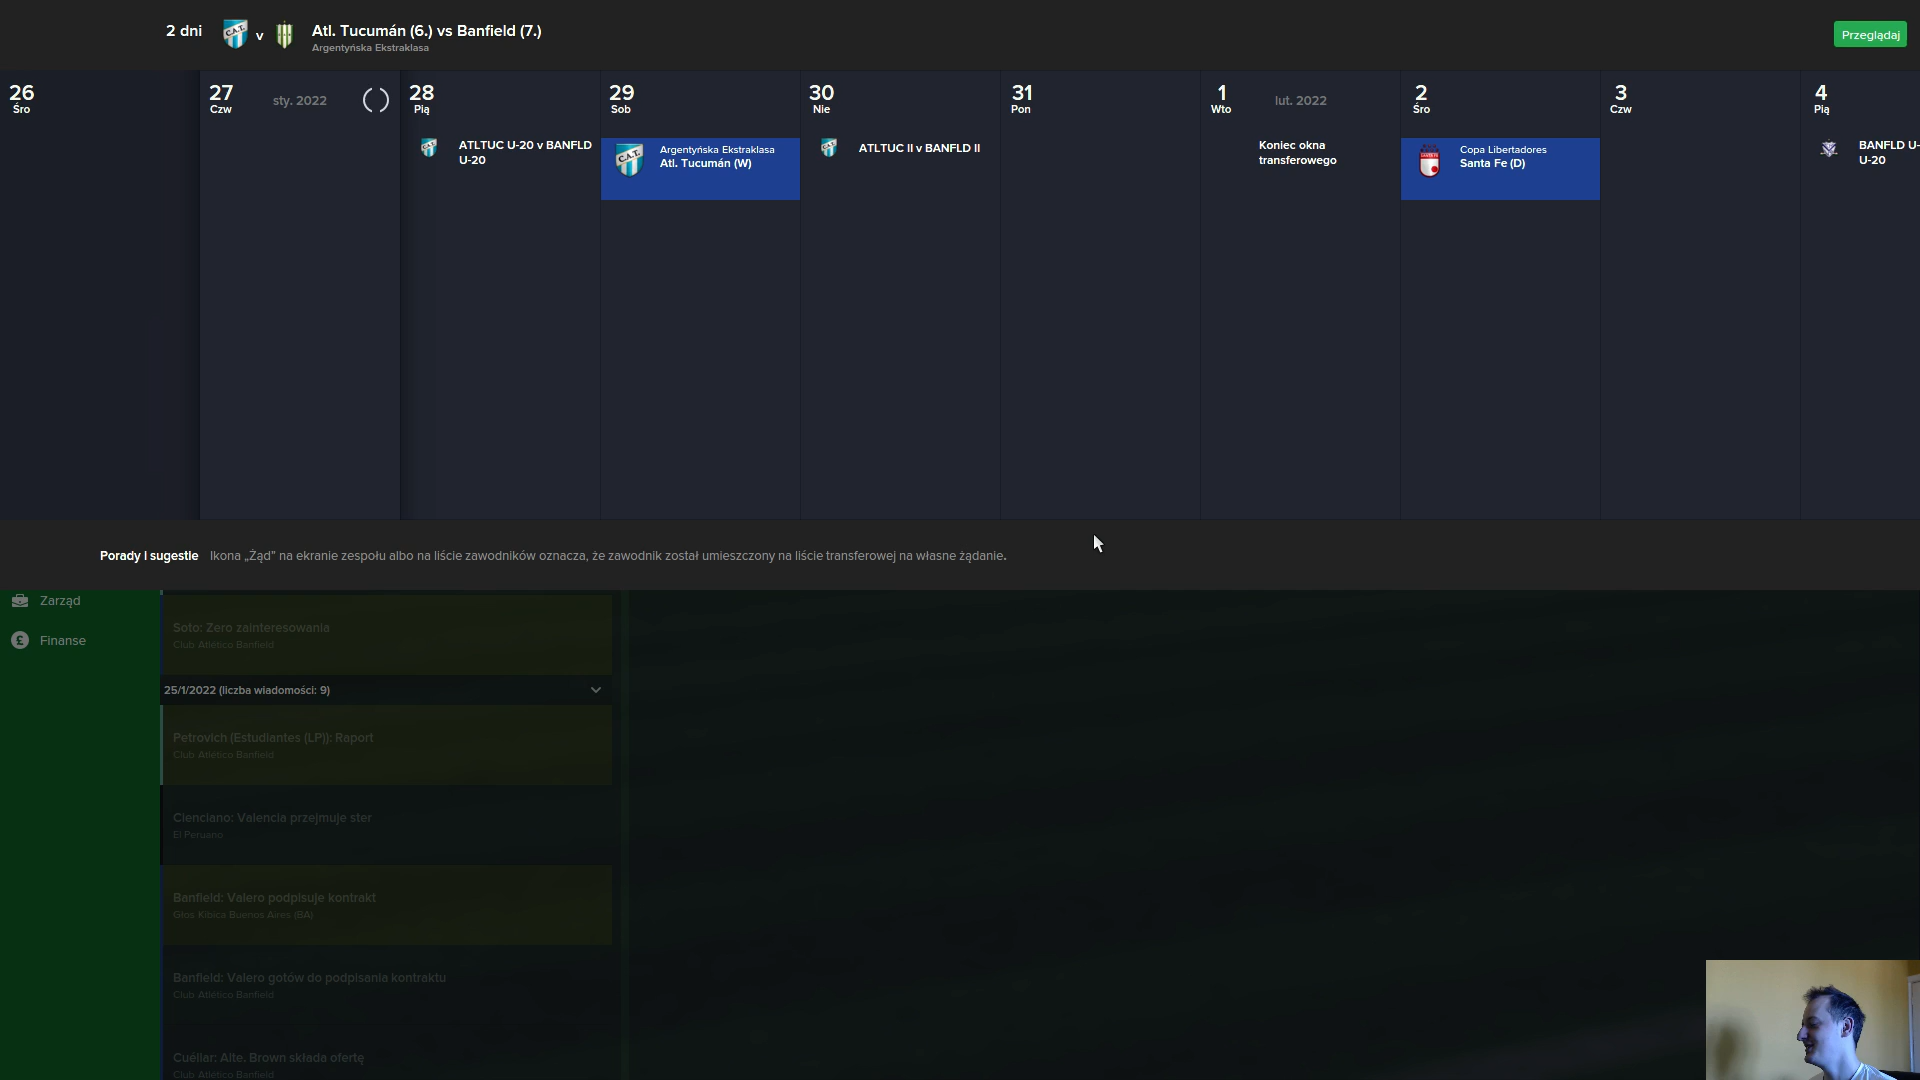 2 dni
v
Atl. Tucumán (6.) vs Banfield (7.)
Argentyńska Ekstraklasa
Przeglądaj
26
Śro
27
Czw
sty. 2022
28
Pią
29
Sob
30
Nie
31
Pon
1
Wto
lut. 2022
2
Śro
3
Czw
4
Pią
ATLTUC U-20 v BANFLD
U-20
Argentyńska Ekstraklasa
Atl. Tucumán (W)
ATLTUC II v BANFLD II
Koniec okna
transferowego
Copa Libertadores
Santa Fe (D)
BANFLD U-
U-20
Porady i sugestie Ikona „Żąd” na ekranie zespołu albo na liście zawodników oznacza, że zawodnik został umieszczony na liście transferowej na własne żądanie.
Zarząd
Finanse
Soto: Zero zainteresowania
Club Atlético Banfield
25/1/2022 (liczba wiadomości: 9)
Petrovich (Estudiantes (LP)): Raport
Club Atlético Banfield
Cienciano: Valencia przejmuje ster
El Peruano
Banfield: Valero podpisuje kontrakt
Głos Kibica Buenos Aires (BA)
Banfield: Valero gotów do podpisania kontraktu
Club Atlético Banfield
Cuéllar: Alte. Brown składa ofertę
Club Atlético Banfield